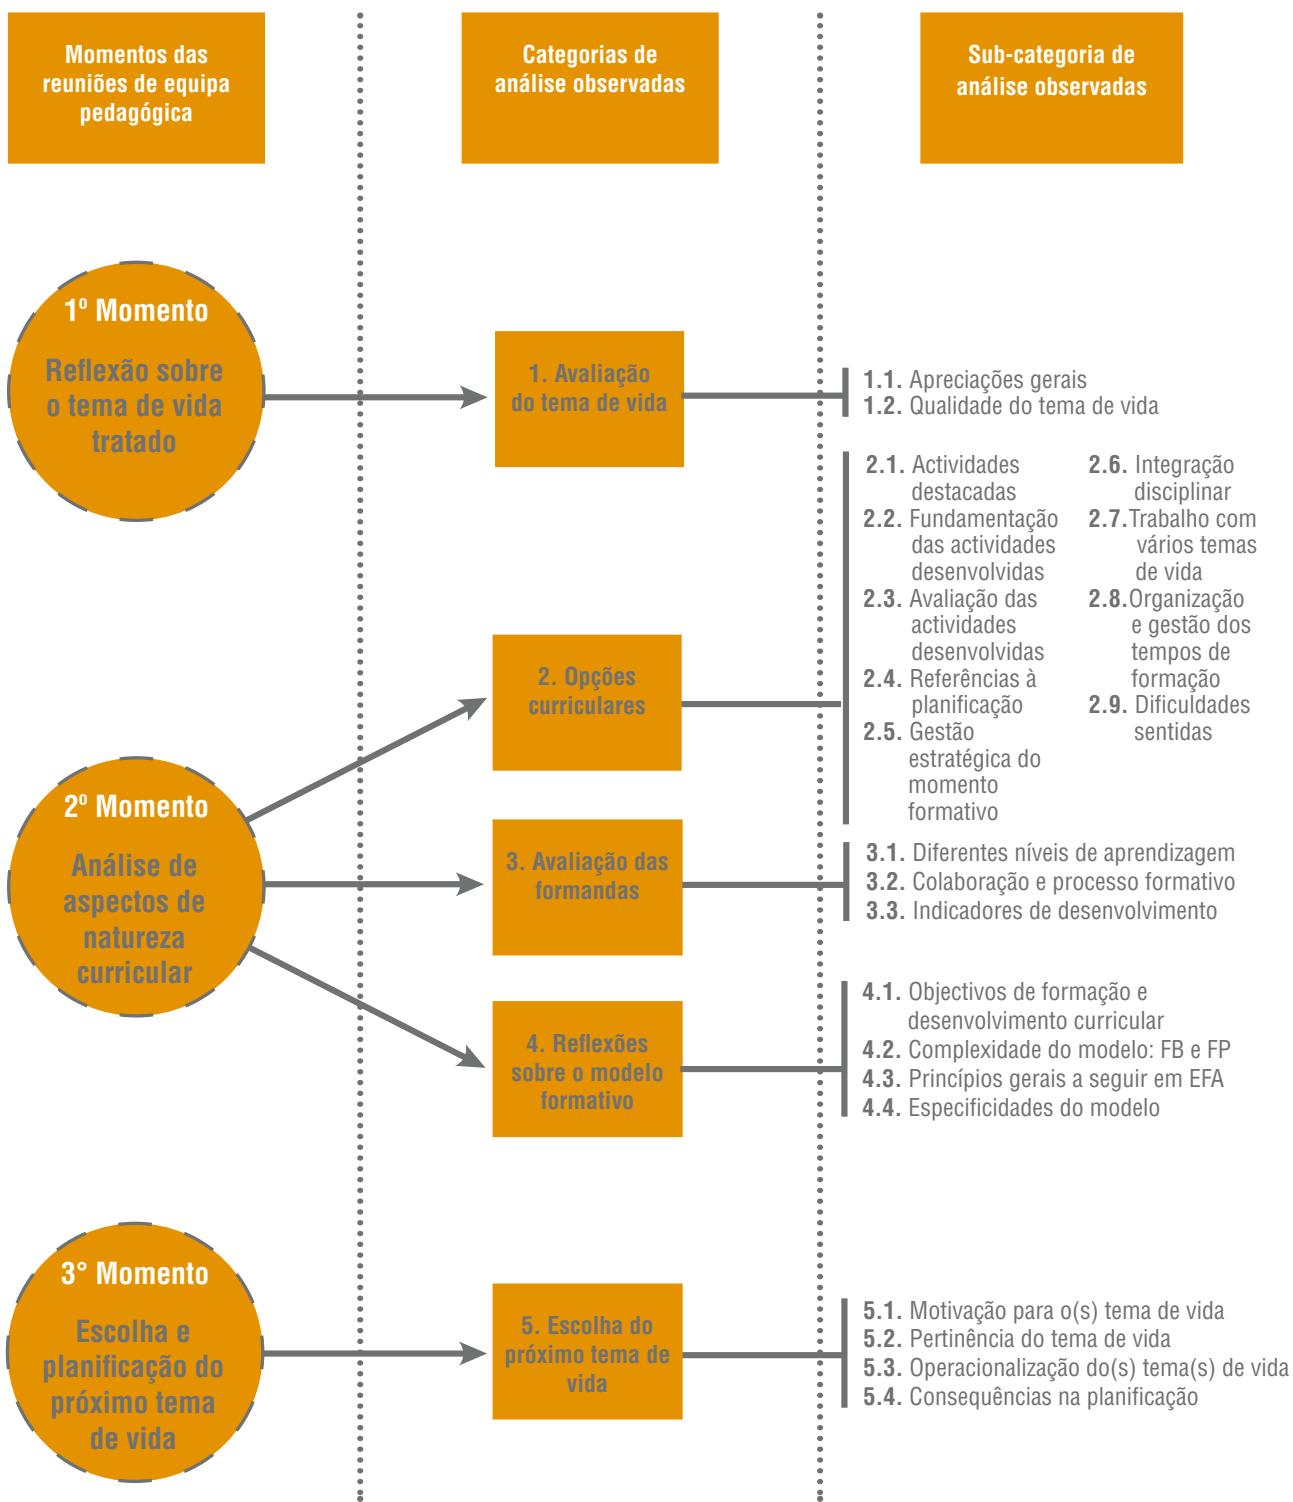 Momentos das
reuniões de equipa
pedagógica
Categorias de
análise observadas
Sub-categoria de
análise observadas
1º Momento
Reflexão sobre
o tema de vida
tratado
1. Avaliação
do tema de vida
1.1. Apreciações gerais
1.2. Qualidade do tema de vida
2º Momento
Análise de
aspectos de
natureza
curricular
2. Opções
curriculares
2.1. Actividades
destacadas
2.2. Fundamentação
das actividades
desenvolvidas
2.3. Avaliação das
actividades
desenvolvidas
2.4. Referências à
planificação
2.5. Gestão
estratégica do
momento
formativo
2.6. Integração
disciplinar
2.7.Trabalho com
vários temas
de vida
2.8.Organização
e gestão dos
tempos de
formação
2.9. Dificuldades
sentidas
3. Avaliação das
formandas
3.1. Diferentes níveis de aprendizagem
3.2. Colaboração e processo formativo
3.3. Indicadores de desenvolvimento
4. Reflexões
sobre o modelo
formativo
4.1. Objectivos de formação e
desenvolvimento curricular
4.2. Complexidade do modelo: FB e FP
4.3. Princípios gerais a seguir em EFA
4.4. Especificidades do modelo
3° Momento
Escolha e
planificação do
próximo tema
de vida
5. Escolha do
próximo tema de
vida
5.1. Motivação para o(s) tema de vida
5.2. Pertinência do tema de vida
5.3. Operacionalização do(s) tema(s) de vida
5.4. Consequências na planificação